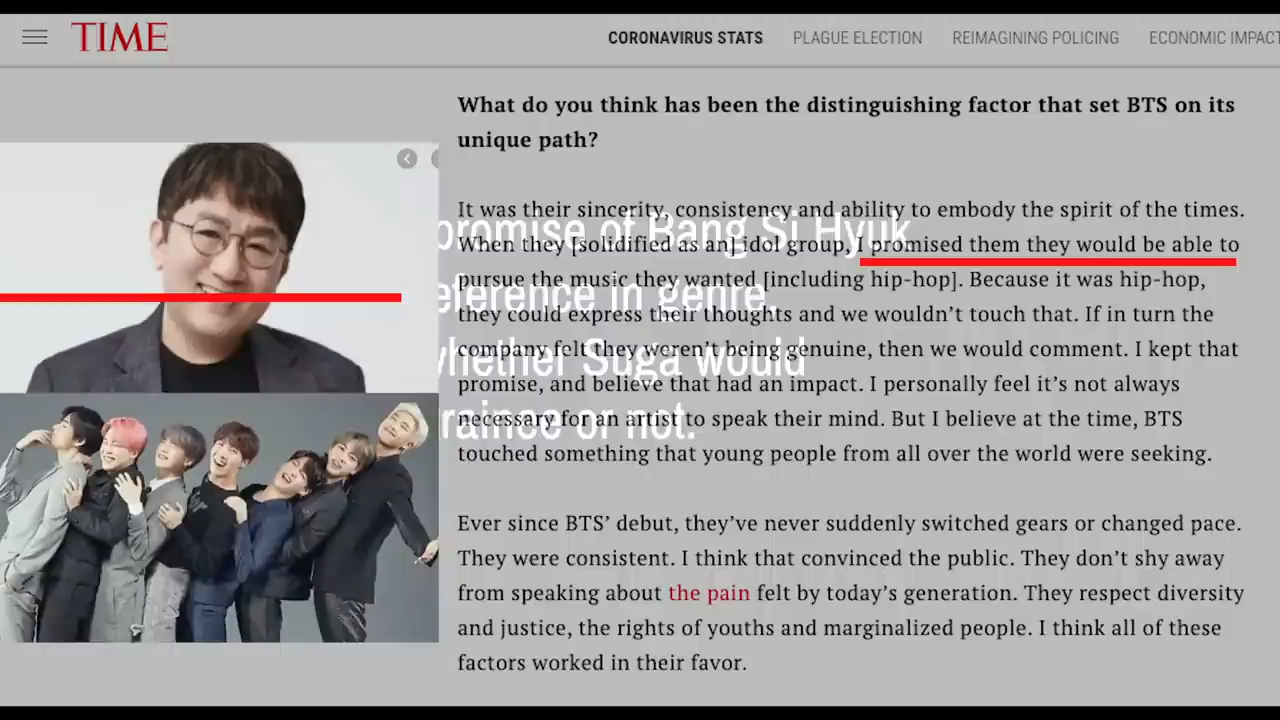 TIME
CORONAVIRUS STATS PLAGUE ELECTION REIMAGINING POLICING ECONOMIC IMPACT
What do you think has been the distinguishing factor that set BTS on its
unique path?
It was their sincerity, consistency and ability to embody the spirit of the times.
When they [solidified as an] idol group, I promised them they would be able to
pursue the music they wanted [including hip-hop]. Because it was hip-hop,
they could express their thoughts and we wouldn’t touch that. If in turn the
company felt they weren’t being genuine, then we would comment. I kept that
promise, and believe that had an impact. I personally feel it’s not always
necessary for an artist to speak their mind. But I believe at the time, BTS
touched something that young people from all over the world were seeking.
Ever since BTS’ debut, they’ve never suddenly switched gears or changed pace.
They were consistent. I think that convinced the public. They don’t shy away
from speaking about the pain felt by today’s generation. They respect diversity
and justice, the rights of youths and marginalized people. I think all of these
factors worked in their favor.
promise of Bang Si Hyuk
in genre.
whether Suga would
or not.